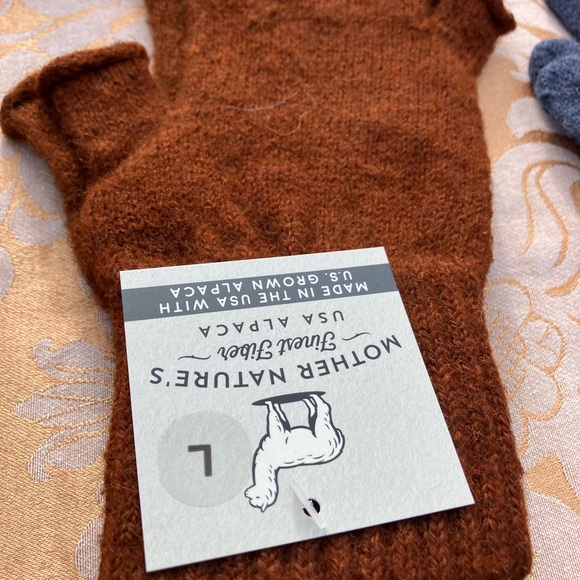 L
MOTHER NATURE'S
Finest Fiber
USA ALPACA
MADE IN THE USA WITH
U.S. GROWN ALPACA